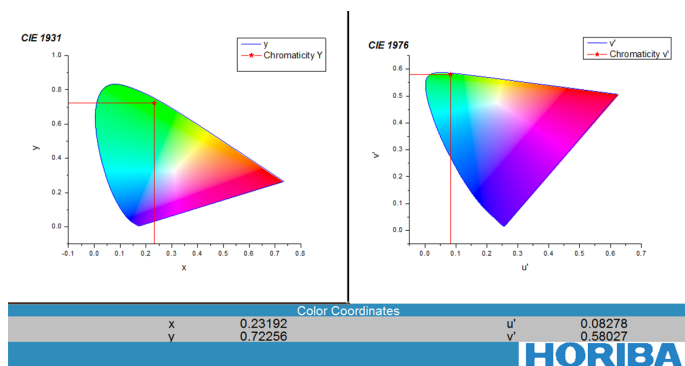 CIE 1931
y
Chromaticity Y
1.0
0.8
0.6
0.4
0.2
0.0
y
-0.1 0.0 0.1 0.2 0.3 0.4 0.5 0.6 0.7 0.8
x
CIE 1976
v'
Chromaticity v'
0.6
0.5
0.4
0.3
0.2
0.1
0.0
v'
0.0 0.1 0.2 0.3 0.4 0.5 0.6 0.7
u'
Color Coordinates
x 0.23192 u' 0.08278
y 0.72256 v' 0.58027
HORIBA